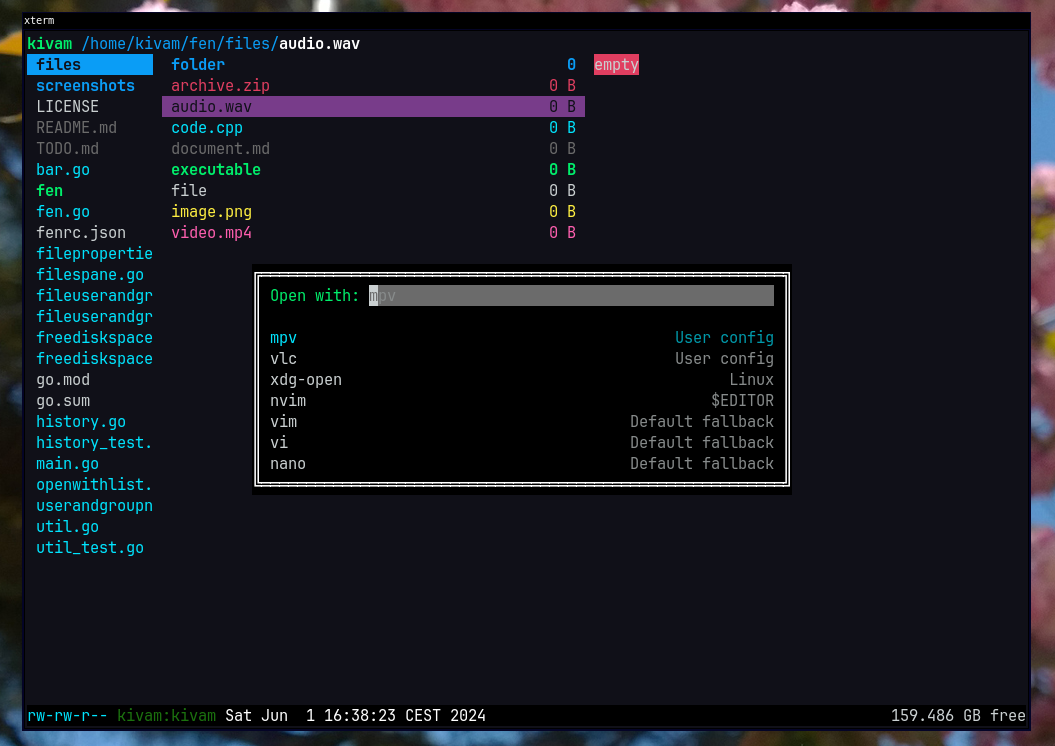 xterm
kivam /home/kivam/fen/files/audio.wav
files folder 0 empty
screenshots archive.zip 0 B
LICENSE audio.wav 0 B
README.md code.cpp 0 B
TODO.md document.md 0 B
bar.go executable 0 B
fen file 0 B
fen.go image.png 0 B
fenrc.json video.mp4 0 B
filepropertie
filespane.go
fileuserandgr Open with: mpv
fileuserandgr
freediskspace mpv User config
freediskspace vlc User config
go.mod xdg-open Linux
go.sum nvim $EDITOR
history.go vim Default fallback
history_test. vi Default fallback
main.go nano Default fallback
openwithlist.
userandgroupn
util.go
util_test.go
rw-rw-r-- kivam:kivam Sat Jun  1 16:38:23 CEST 2024 159.486 GB free